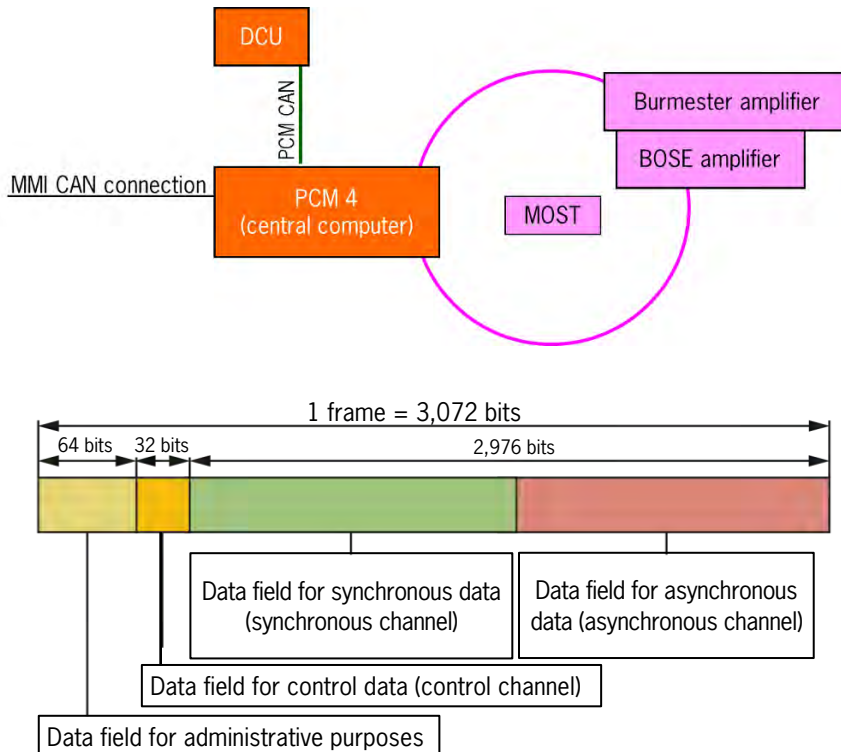 DCU
PCM CAN
Burmester amplifier
BOSE amplifier
MMI CAN connection
PCM 4
(central computer)
MOST
1 frame = 3,072 bits
64 bits
32 bits
2,976 bits
Data field for synchronous data
(synchronous channel)
Data field for asynchronous
data (asynchronous channel)
Data field for control data (control channel)
Data field for administrative purposes